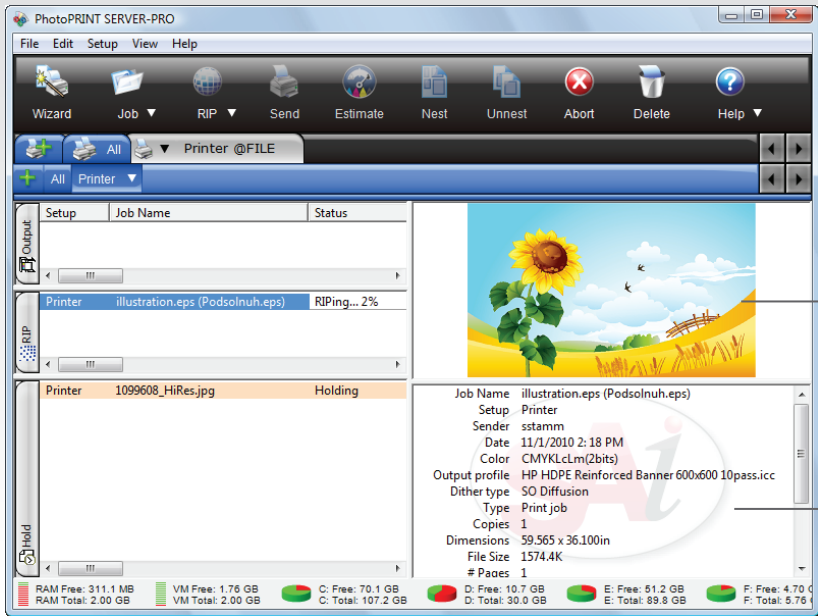 PhotoPRINT SERVER-PRO
File Edit Setup View Help
Wizard Job RIP Send Estimate Nest Unnest Abort Delete Help
All Printer @FILE
All Printer
Output
Setup Job Name Status
RIP
Printer illustration.eps (Podsolnuh.eps) RIPing... 2%
Hold
Printer 1099608_HiRes.jpg Holding
Job Name illustration.eps (Podsolnuh.eps)
Setup Printer
Sender sstamm
Date 11/1/2010 2: 18 PM
Color CMYKLcLm(2bits)
Output profile HP HDPE Reinforced Banner 600x600 10pass.icc
Dither type SO Diffusion
Type Print job
Copies 1
Dimensions 59.565 x 36.100in
File Size 1574.4K
# Pages 1
SAi
RAM Free: 311.1 MB VM Free: 1.76 GB C: Free: 70.1 GB D: Free: 10.7 GB E: Free: 51.2 GB F: Free: 4.70
RAM Total: 2.00 GB VM Total: 2.00 GB C: Total: 107.2 GB D: Total: 30.0 GB E: Total: 89.8 GB F: Total: 5.76